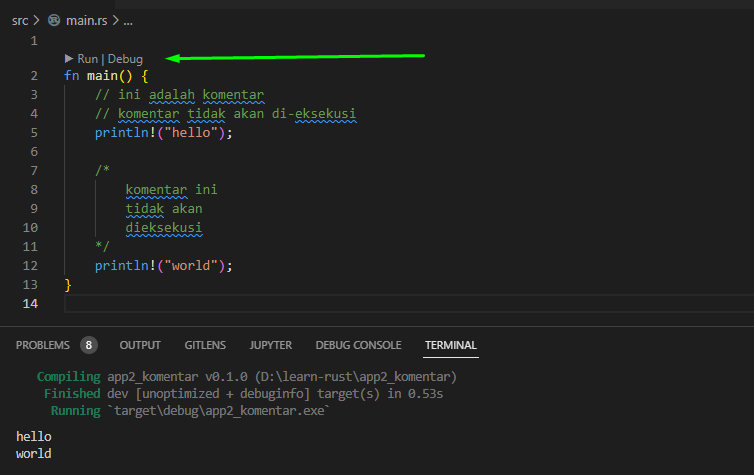 src > main.rs > ...
1
▶ Run | Debug
2 fn main() {
3 // ini adalah komentar
4 // komentar tidak akan di-eksekusi
5 println!("hello");
6
7 /*
8 komentar ini
9 tidak akan
10 dieksekusi
11 */
12 println!("world");
13 }
14
PROBLEMS 8 OUTPUT GITLENS JUPYTER DEBUG CONSOLE TERMINAL
Compiling app2_komentar v0.1.0 (D:\learn-rust\app2_komentar)
Finished dev [unoptimized + debuginfo] target(s) in 0.53s
Running `target\debug\app2_komentar.exe`
hello
world